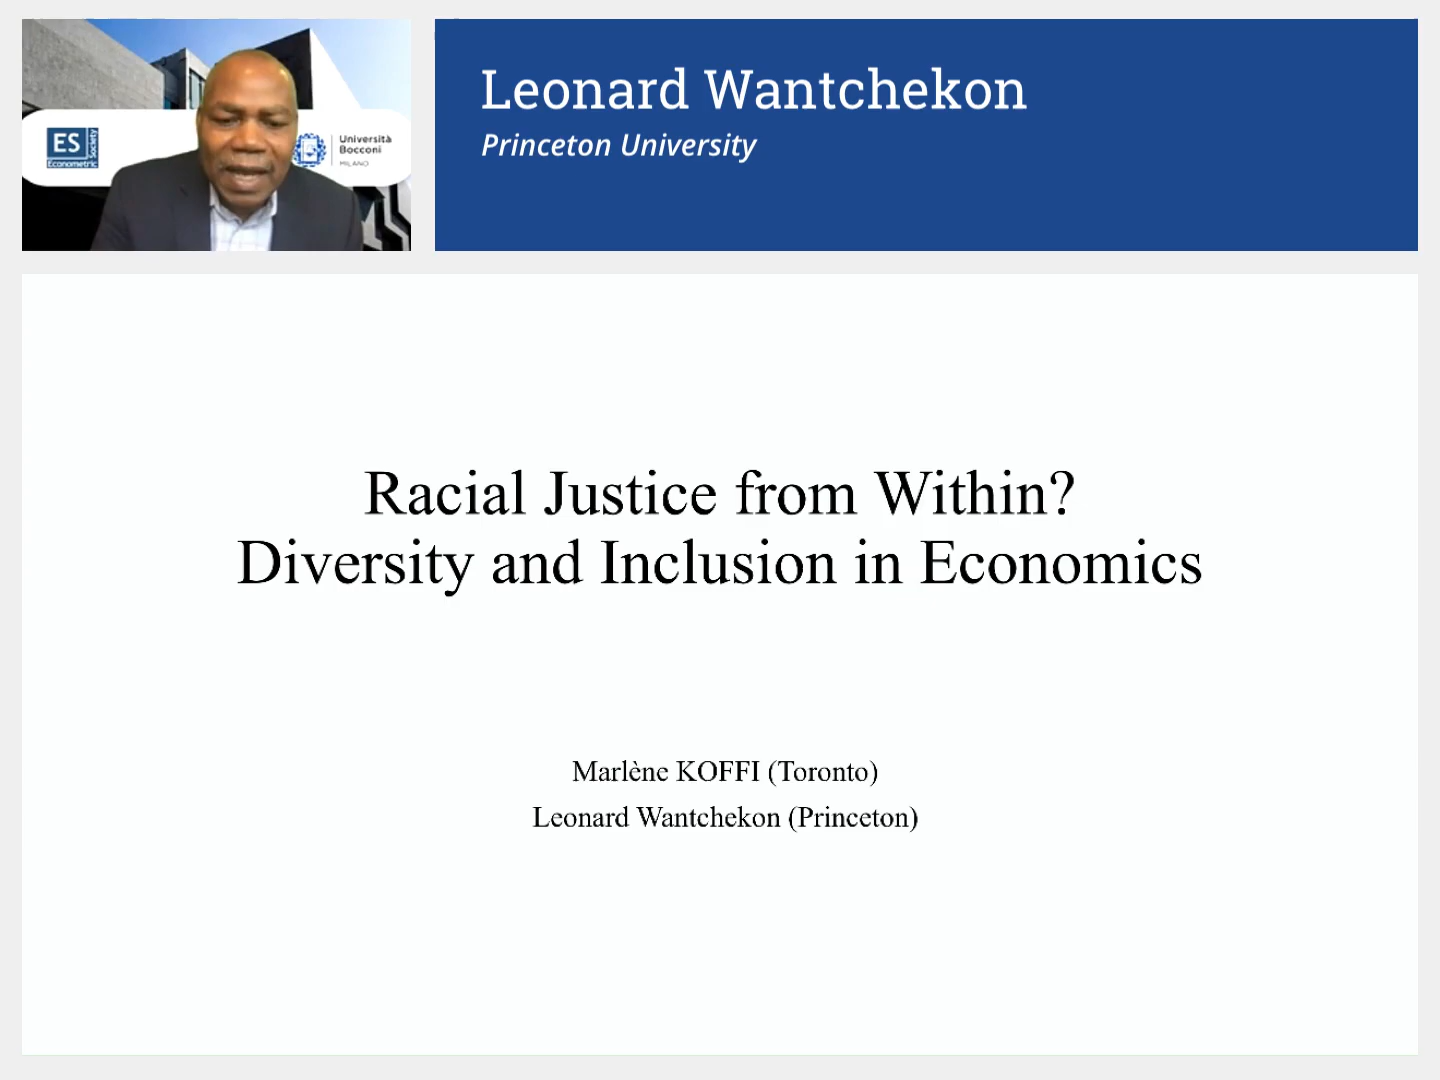 ES
Econometric
Society
Università
Bocconi
MILANO
Leonard Wantchekon
Princeton University
Racial Justice from Within?
Diversity and Inclusion in Economics
Marlène KOFFI (Toronto)
Leonard Wantchekon (Princeton)